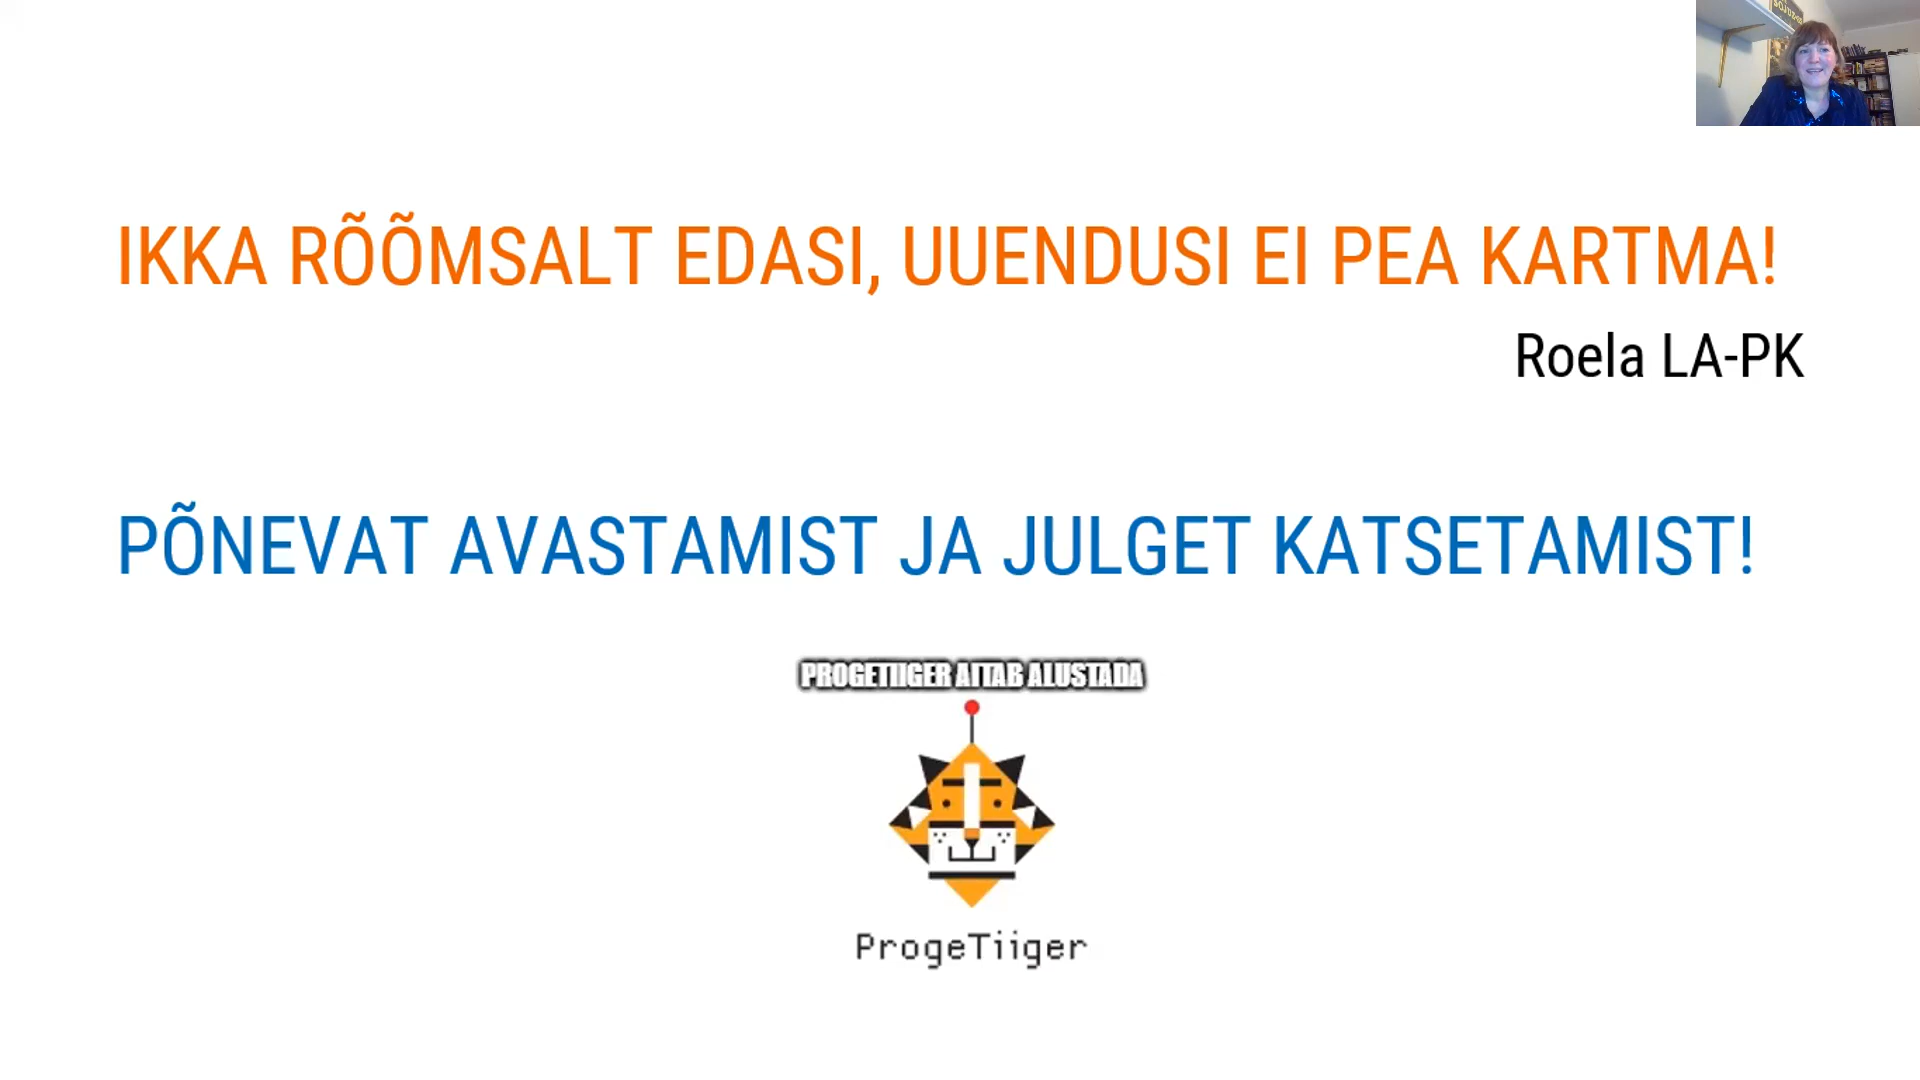 IKKA RÕÕMSALT EDASI, UUENDUSI EI PEA KARTMA!
Roela LA-PK
PÕNEVAT AVASTAMIST JA JULGET KATSETAMIST!
PROGETIIGER AITAB ALUSTADA
ProgeTiiger